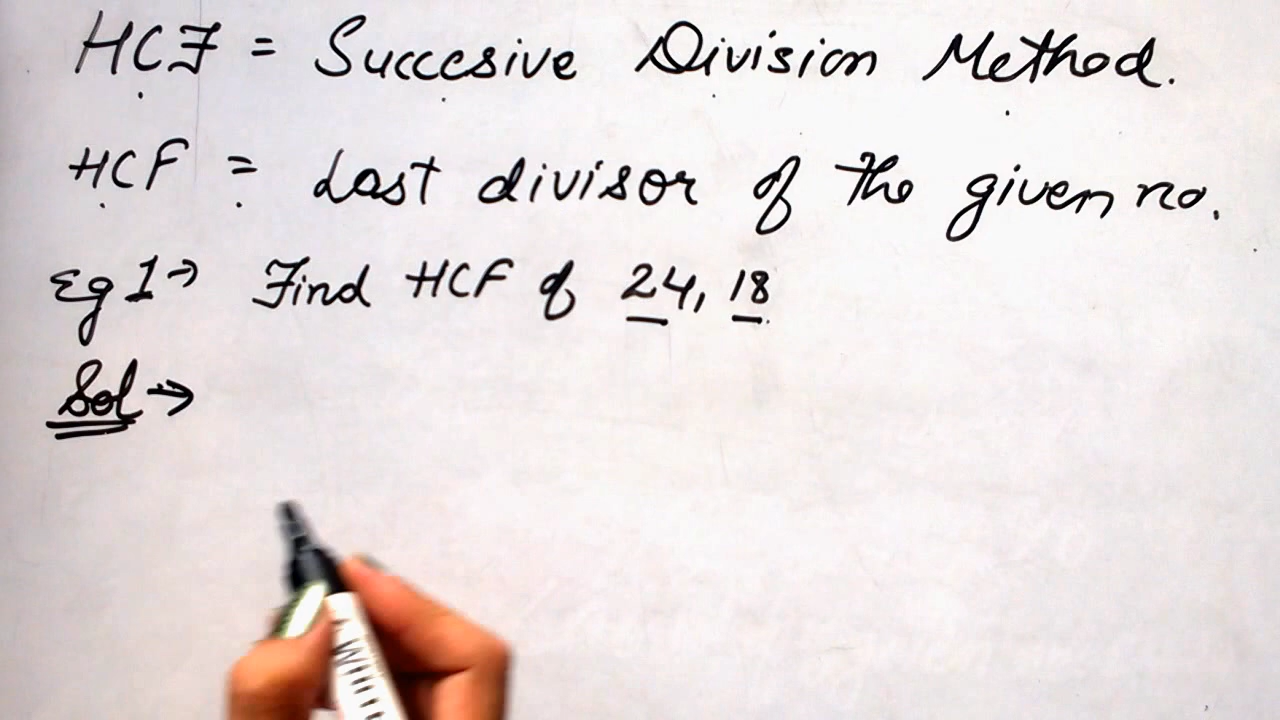 HCF = Succesive Division Method.
HCF = Last divisor of the given no.
Eg 1→ Find HCF of 24, 18
Sol →